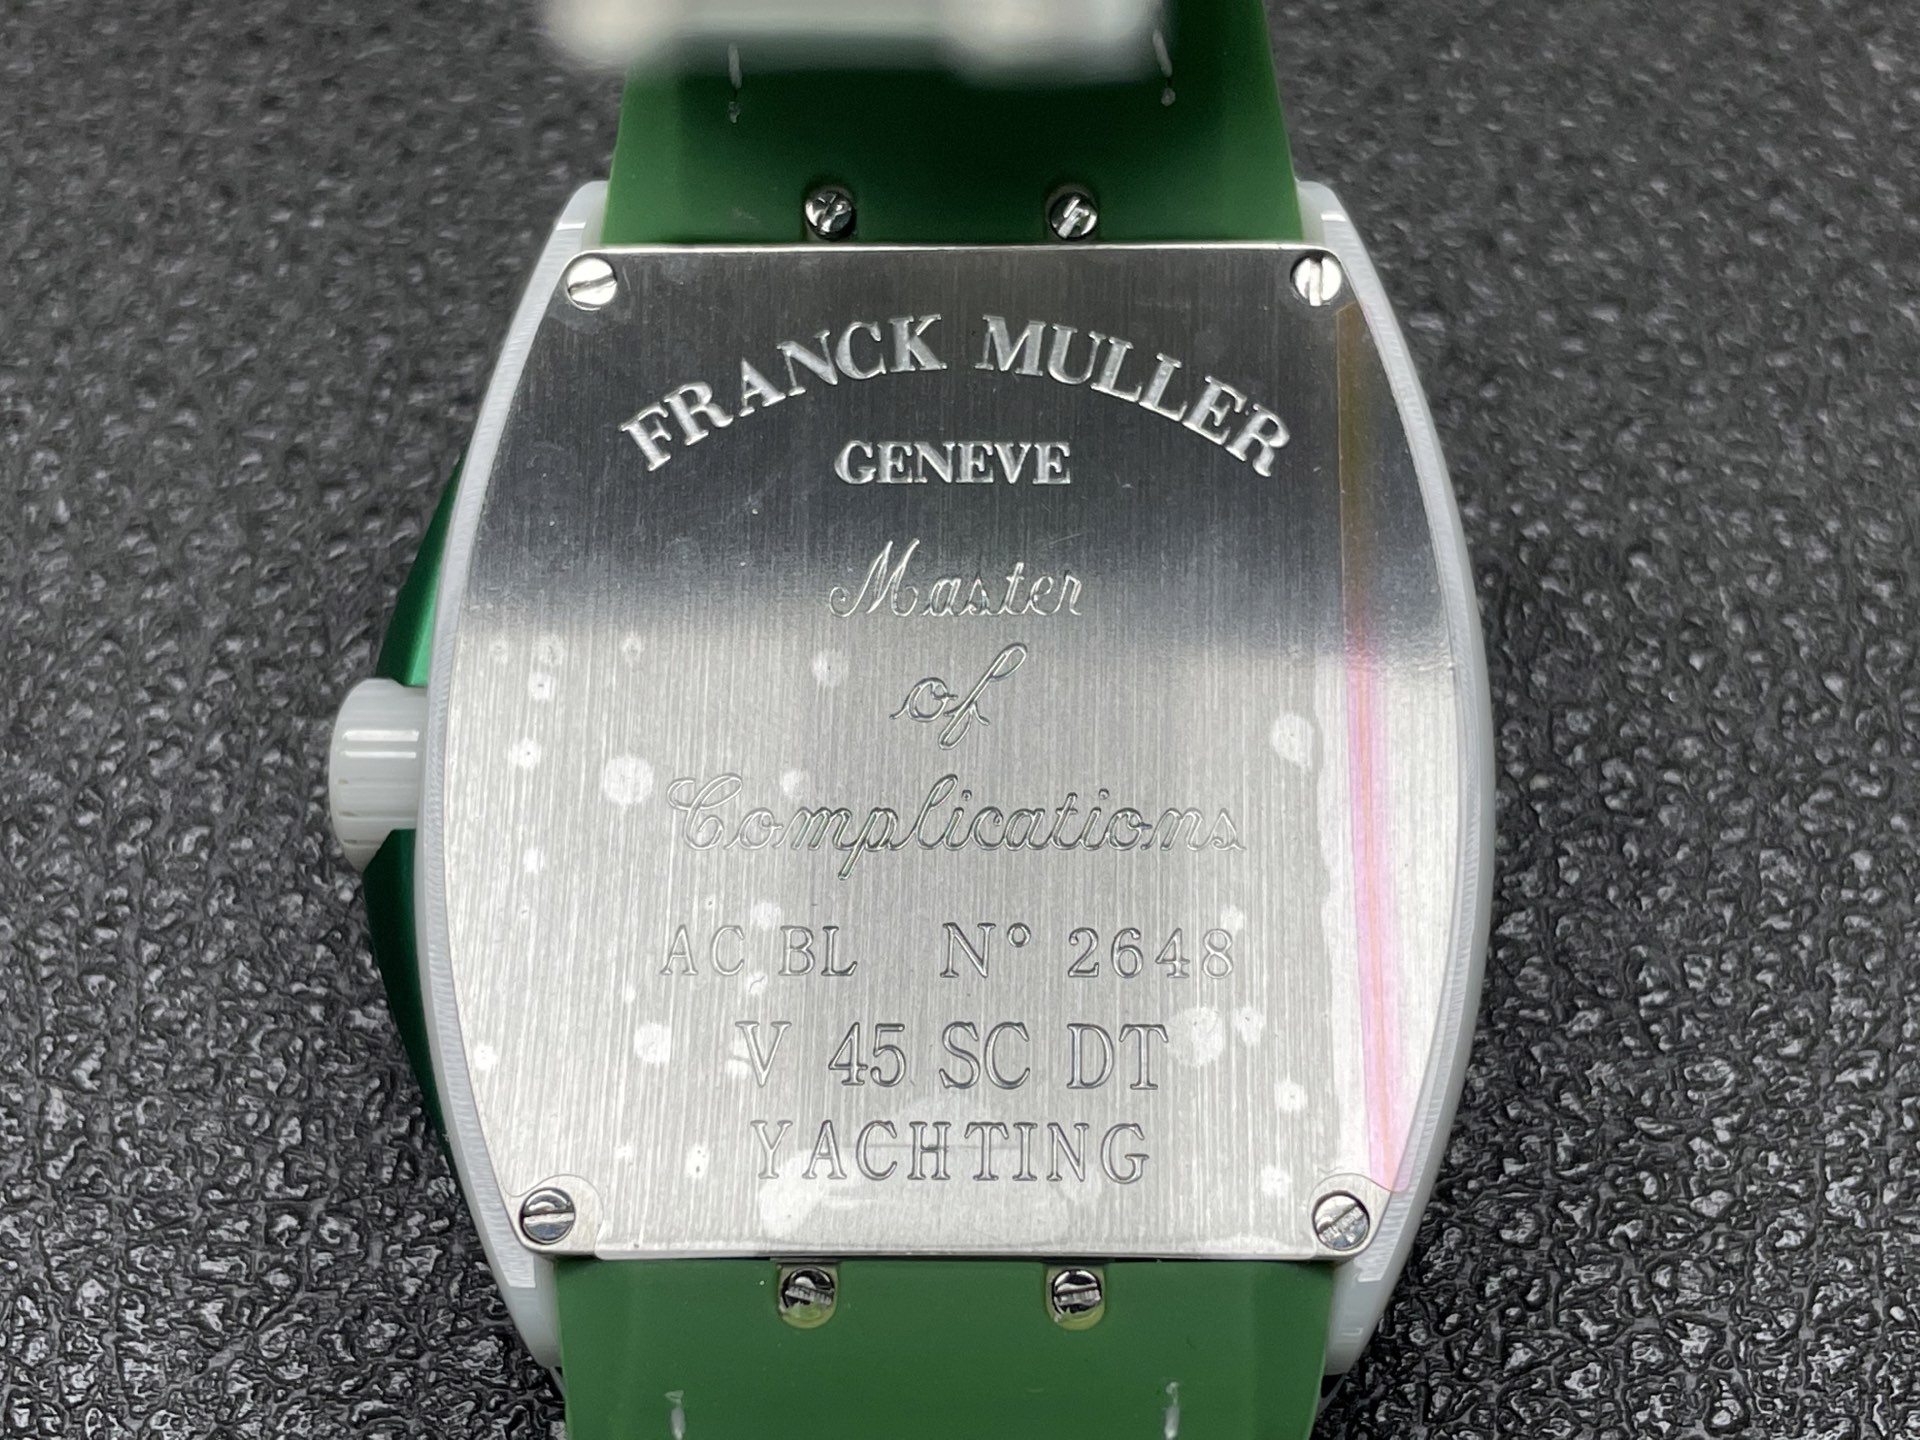 FRANCK MULLER
GENEVE
Master
of
Complications
AC BL N° 2648
V 45 SC DT
YACHTING